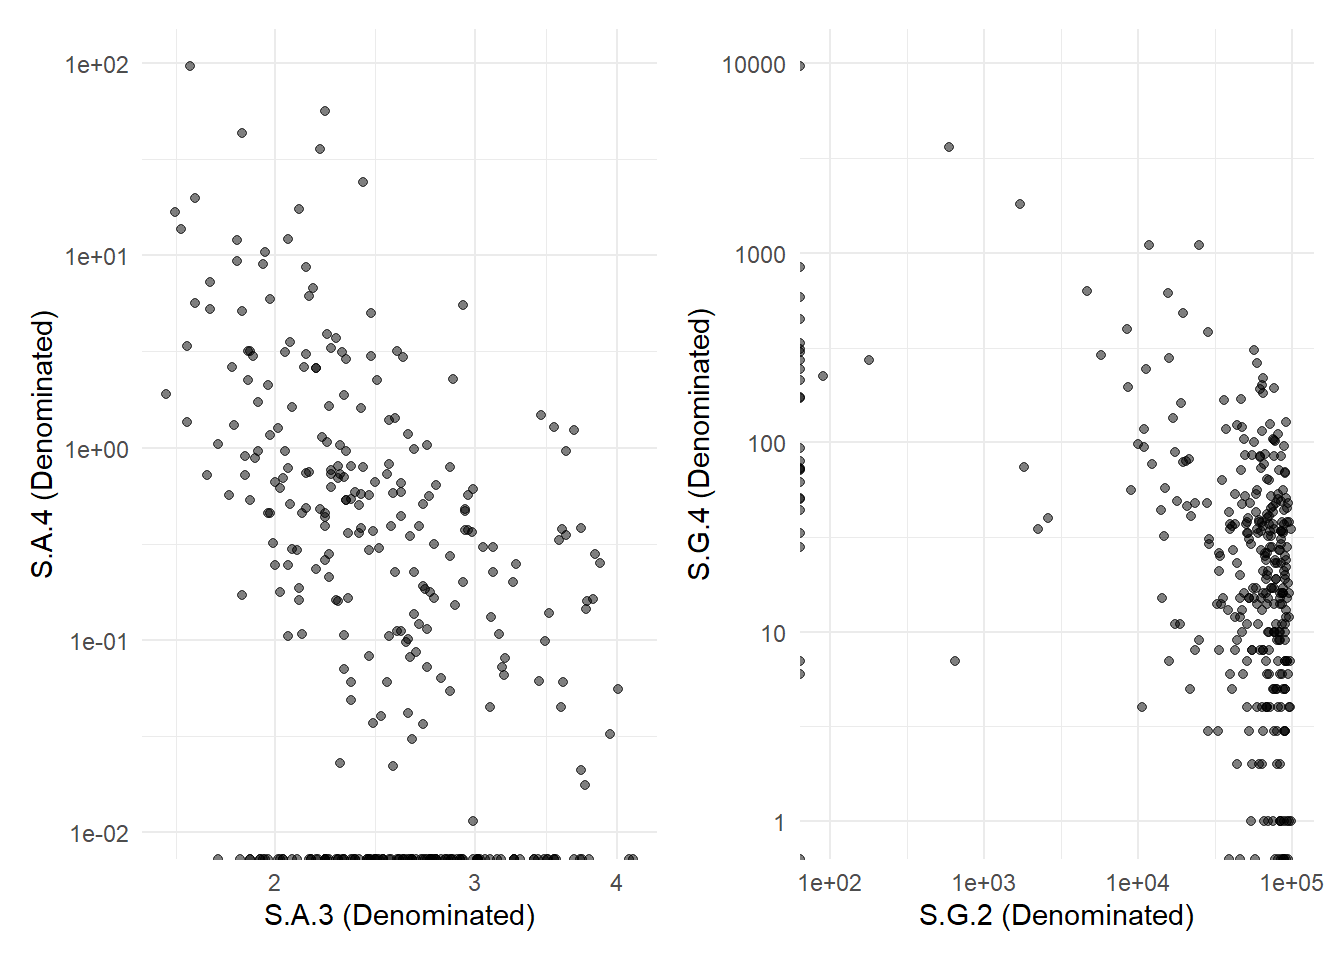 1e+02
1e+01
1e+00
1e-01
1e-02
S.A.4 (Denominated)
2
3
4
S.A.3 (Denominated)
10000
1000
100
10
1
S.G.4 (Denominated)
1e+02
1e+03
1e+04
1e+05
S.G.2 (Denominated)